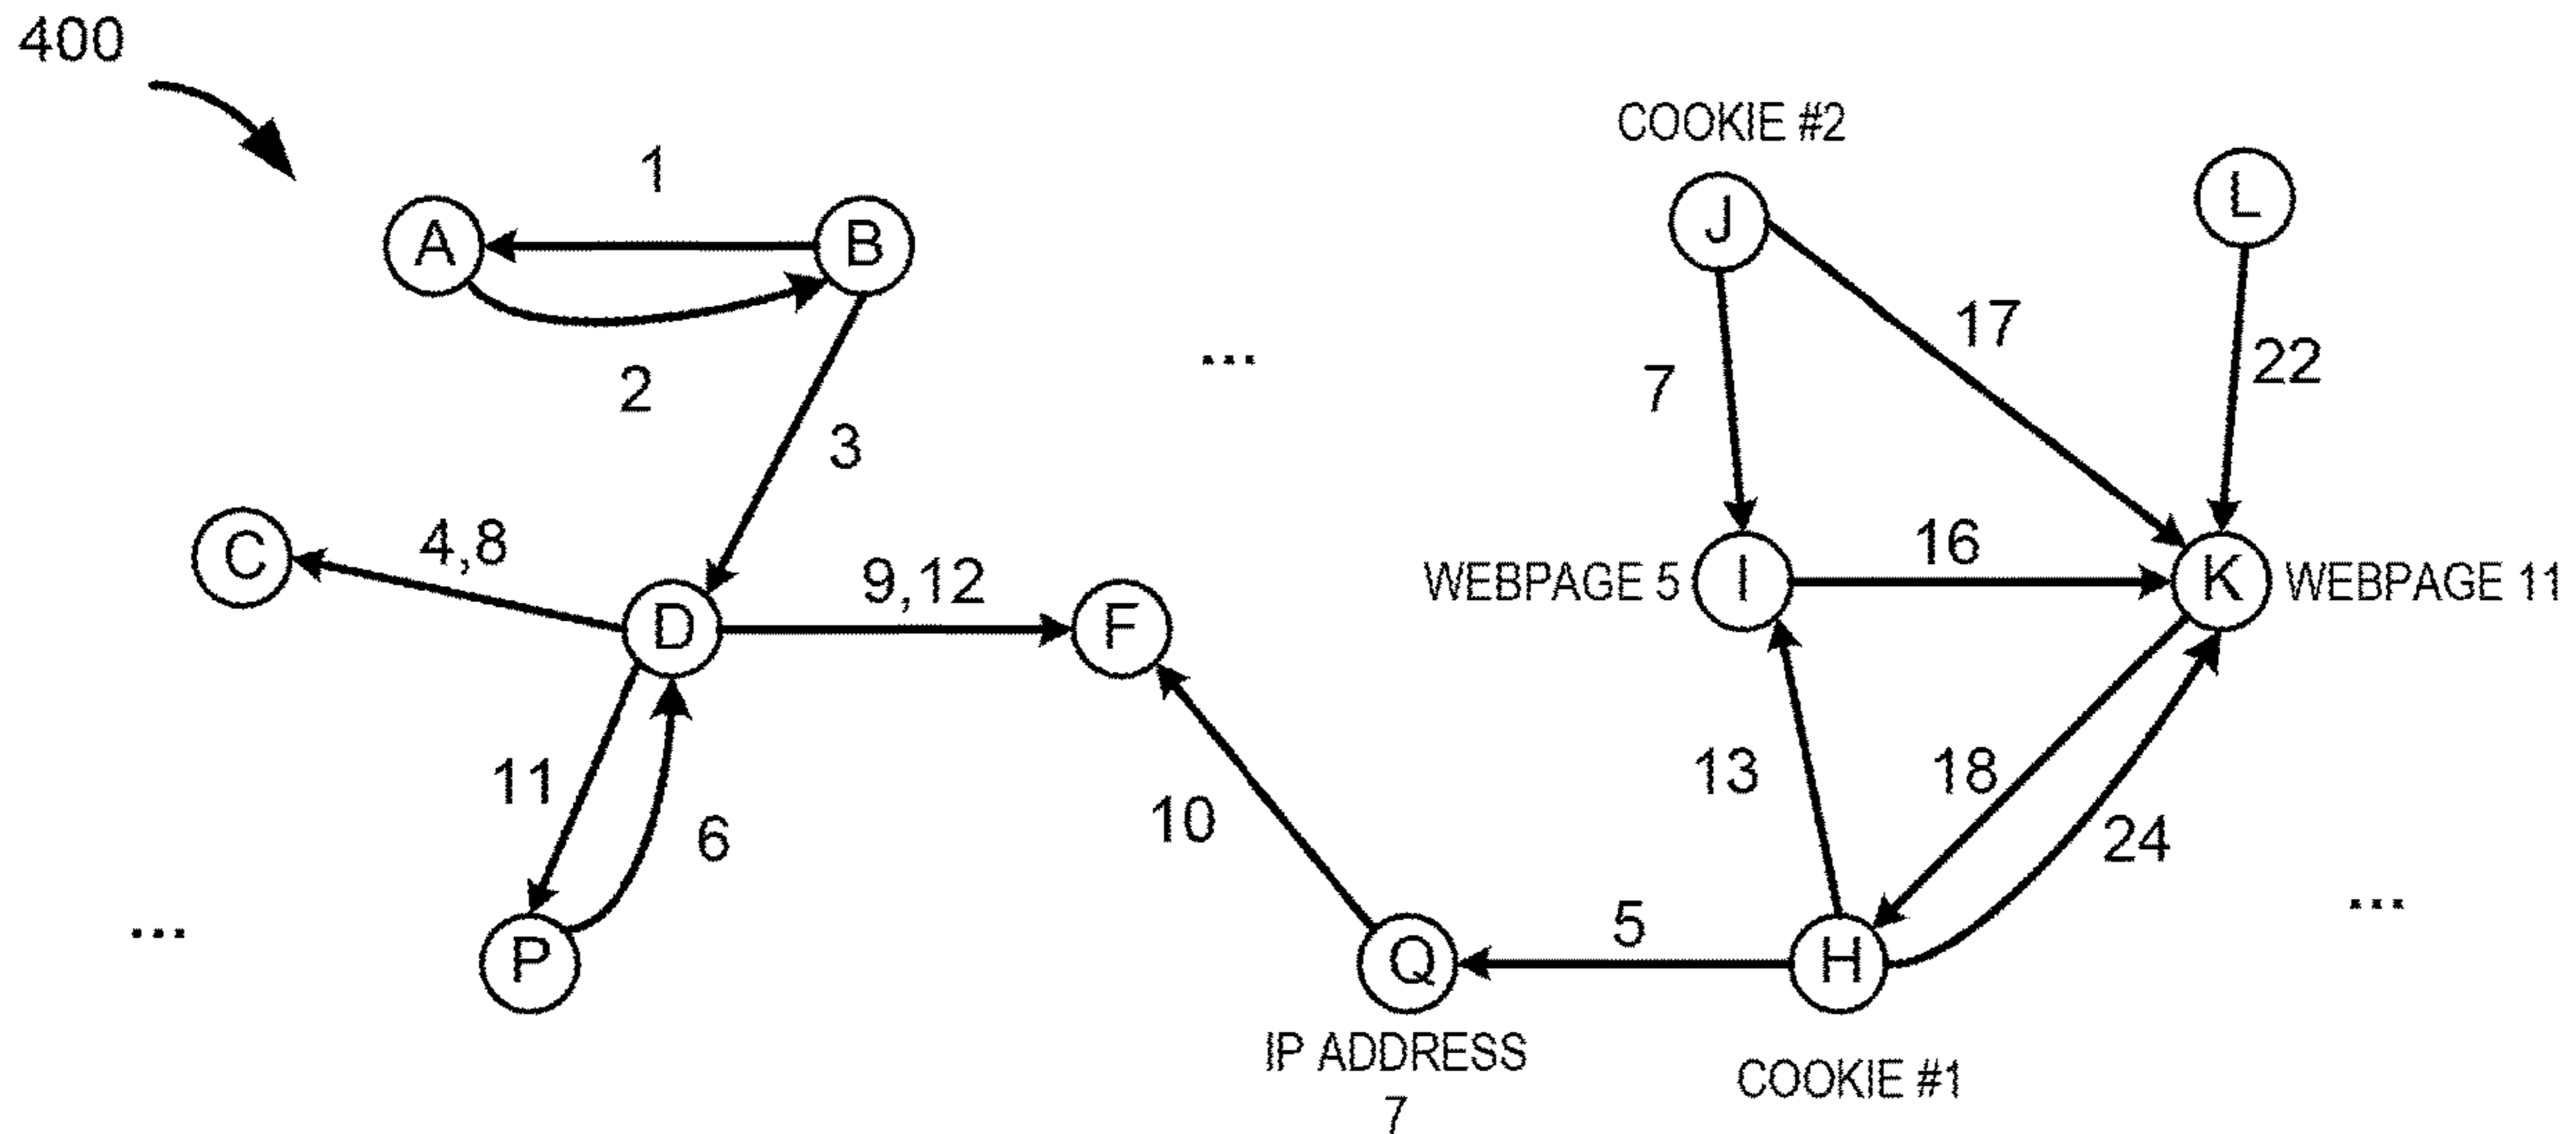 400
COOKIE #2
1
L
J
A
B
17
2
7
22
...
3
C
4,8
9,12
16
WEBPAGE 5
I
K
WEBPAGE 11
D
F
11
13
18
6
10
24
...
...
5
P
Q
H
IP ADDRESS
7
COOKIE #1